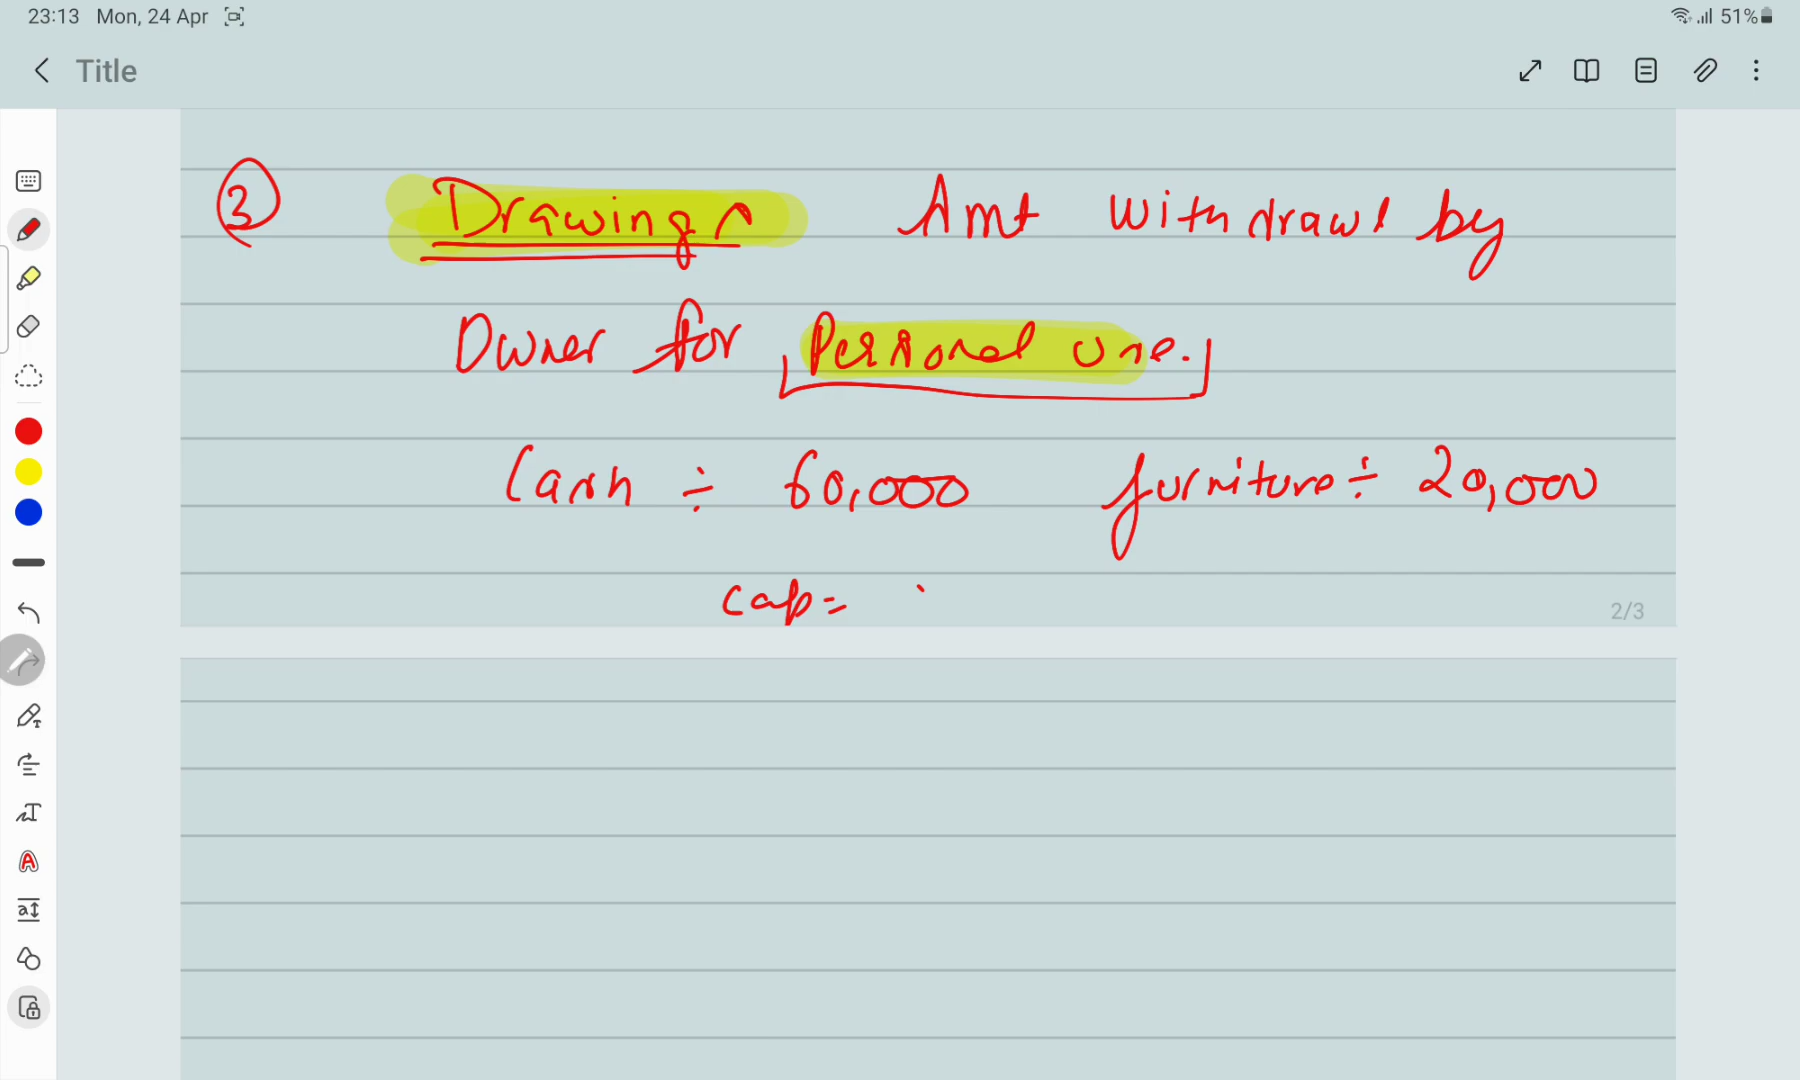 23:13 Mon, 24 Apr 51%
Title
3 Drawings Amt Withdrawl by
Owner for Personal use.
Cash ÷ 60,000 furniture ÷ 20,000
cap=
2/3